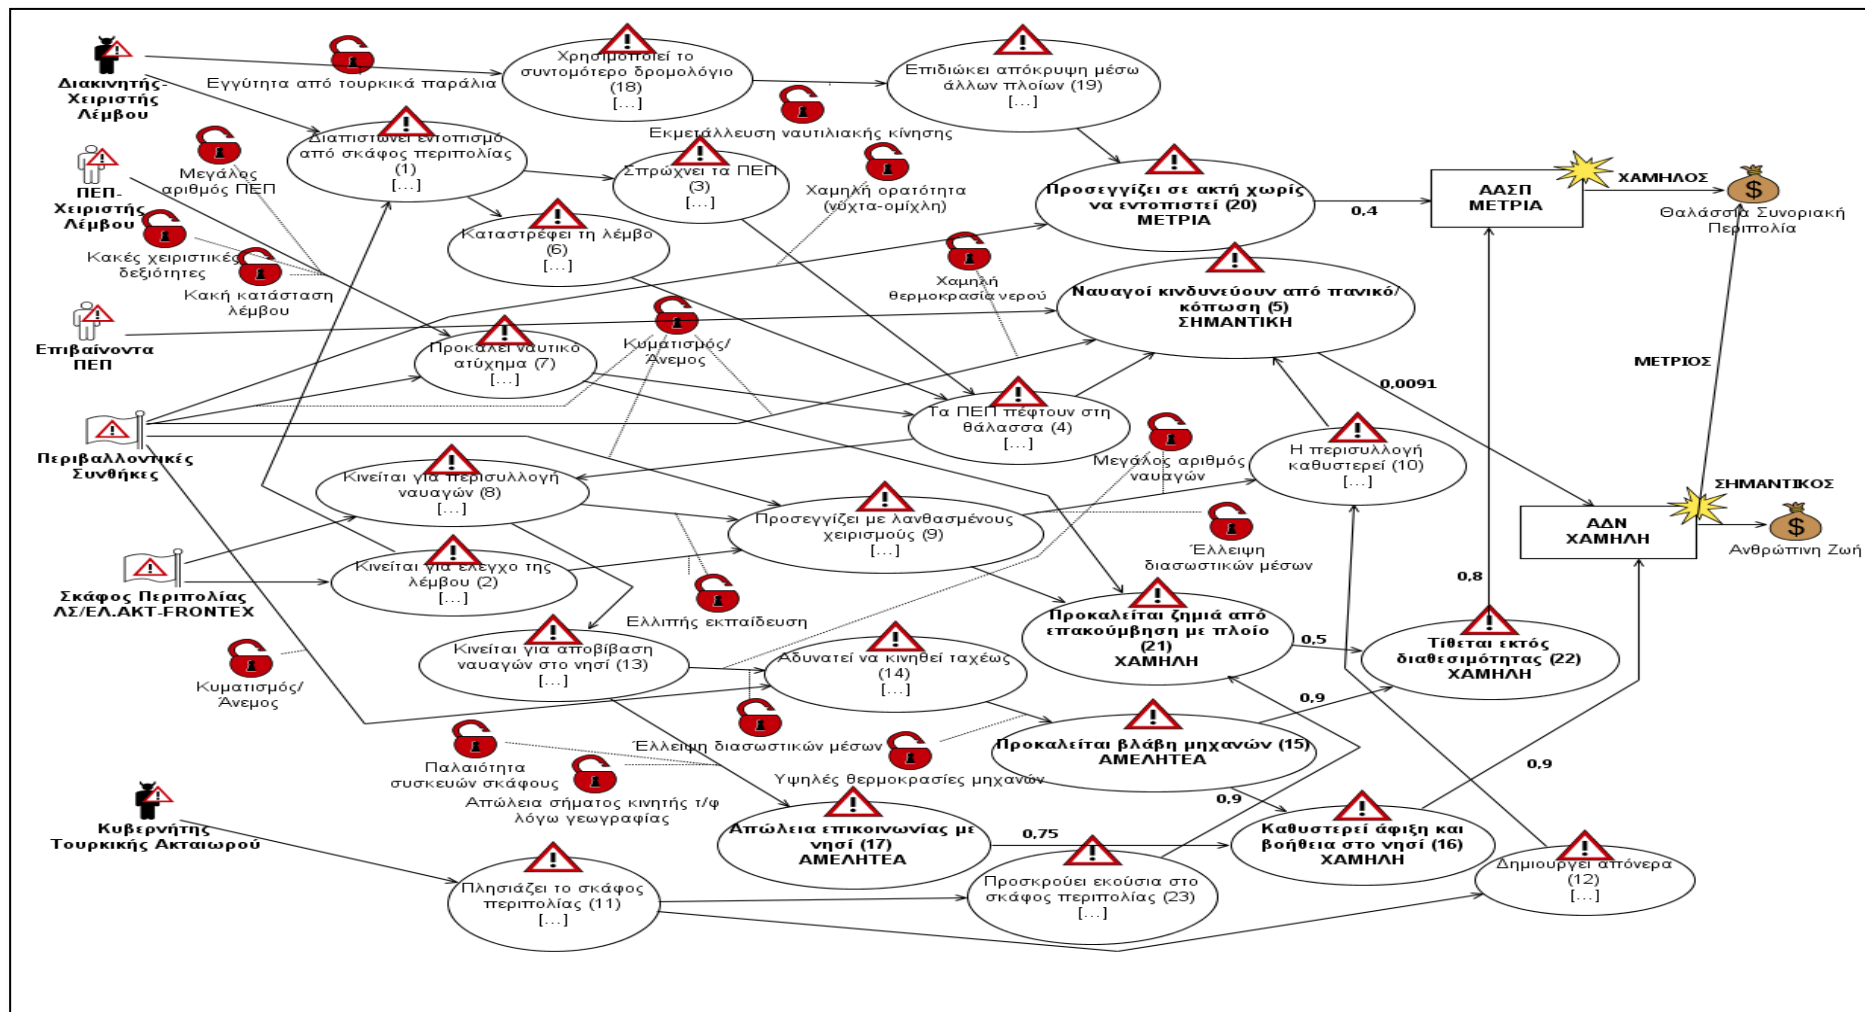 Διακινητής-
Χειριστής
Λέμβου
Εγγύτητα από τουρκικά παράλια
Χρησιμοποιεί το
συντομότερο δρομολόγιο
(18)
[...]
Επιδιώκει απόκρυψη μέσω
άλλων πλοίων (19)
[...]
Εκμετάλλευση ναυτιλιακής κίνησης
Διαπιστώνει εντοπισμό
από σκάφος περιπολίας
(1)
[...]
Μεγάλος
αριθμός ΠΕΠ
Σπρώχνει τα ΠΕΠ
(3)
[...]
Χαμηλή ορατότητα
(νύχτα-ομίχλη)
Προσεγγίζει σε ακτή χωρίς
να εντοπιστεί (20)
ΜΕΤΡΙΑ
0,4
ΑΑΣΠ
ΜΕΤΡΙΑ
ΧΑΜΗΛΟΣ
Θαλάσσια Συνοριακή
Περιπολία
ΠΕΠ-
Χειριστής
Λέμβου
Κακές χειριστικές
δεξιότητες
Κακή κατάσταση
λέμβου
Καταστρέφει τη λέμβο
(6)
[...]
Χαμηλή
θερμοκρασία νερού
Ναυαγοί κινδυνεύουν από πανικό/
κόπωση (5)
ΣΗΜΑΝΤΙΚΗ
Επιβαίνοντα
ΠΕΠ
Προκαλεί ναυτικό
ατύχημα (7)
[...]
Κυματισμός/
Άνεμος
0,0091
ΜΕΤΡΙΟΣ
Τα ΠΕΠ πέφτουν στη
θάλασσα (4)
[...]
Περιβαλλοντικές
Συνθήκες
Μεγάλος αριθμός
ναυαγών
Η περισυλλογή
καθυστερεί (10)
[...]
Κινείται για περισυλλογή
ναυαγών (8)
[...]
Προσεγγίζει με λανθασμένους
χειρισμούς (9)
[...]
Έλλειψη
διασωστικών μέσων
ΑΔΝ
ΧΑΜΗΛΗ
ΣΗΜΑΝΤΙΚΟΣ
Ανθρώπινη Ζωή
Σκάφος Περιπολίας
ΛΣ/ΕΛ.ΑΚΤ-FRONTEX
Κινείται για έλεγχο της
λέμβου (2)
[...]
Ελλιπής εκπαίδευση
0,8
Προκαλείται ζημιά από
επακούμβηση με πλοίο
(21)
ΧΑΜΗΛΗ
0,5
Τίθεται εκτός
διαθεσιμότητας (22)
ΧΑΜΗΛΗ
Κυματισμός/
Άνεμος
Κινείται για αποβίβαση
ναυαγών στο νησί (13)
[...]
Αδυνατεί να κινηθεί ταχέως
(14)
[...]
0,9
Έλλειψη διασωστικών μέσων
Προκαλείται βλάβη μηχανών (15)
ΑΜΕΛΗΤΕΑ
Παλαιότητα
συσκευών σκάφους
Απώλεια σήματος κινητής τ/φ
λόγω γεωγραφίας
Υψηλές θερμοκρασίες μηχανών
0,9
0,9
Κυβερνήτης
Τουρκικής Ακταιωρού
Απώλεια επικοινωνίας με
νησί (17)
ΑΜΕΛΗΤΕΑ
0,75
Καθυστερεί άφιξη και
βοήθεια στο νησί (16)
ΧΑΜΗΛΗ
Πλησιάζει το σκάφος
περιπολίας (11)
[...]
Προσκρούει εκούσια στο
σκάφος περιπολίας (23)
[...]
Δημιουργεί απόνερα
(12)
[...]